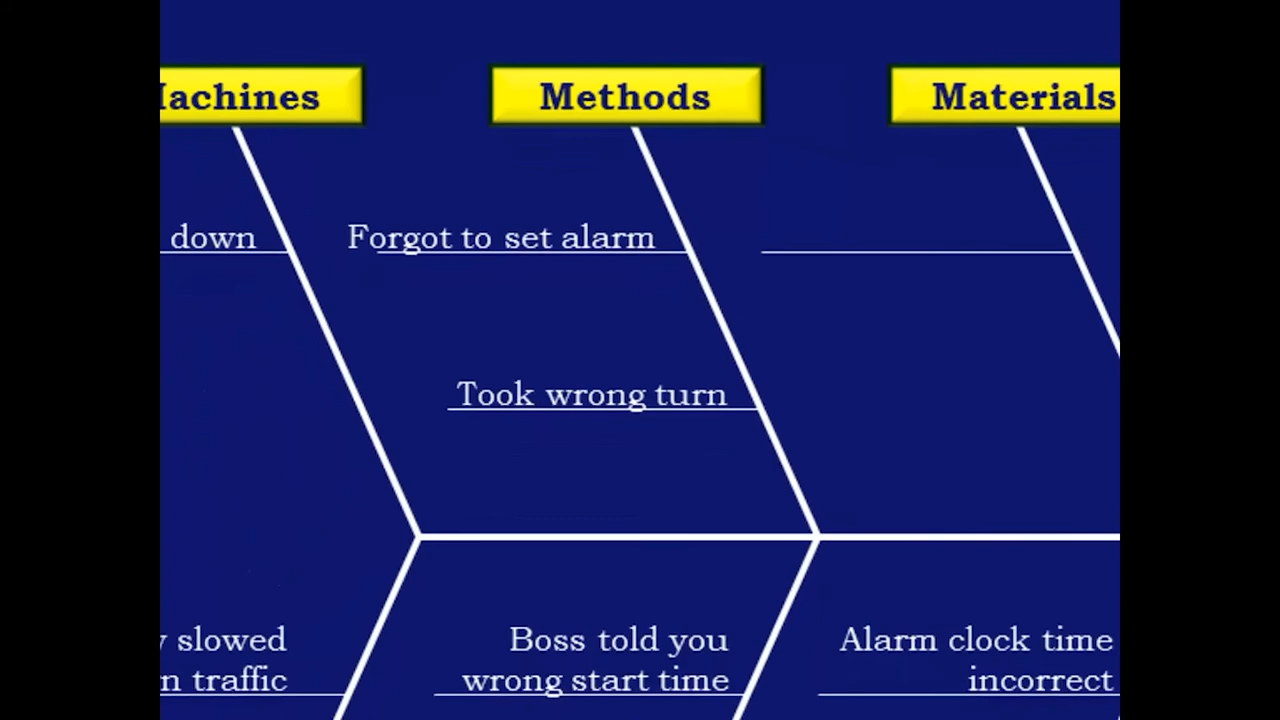 Machines
Methods
Materials
down
Forgot to set alarm
Took wrong turn
slowed
traffic
Boss told you
wrong start time
Alarm clock time
incorrect